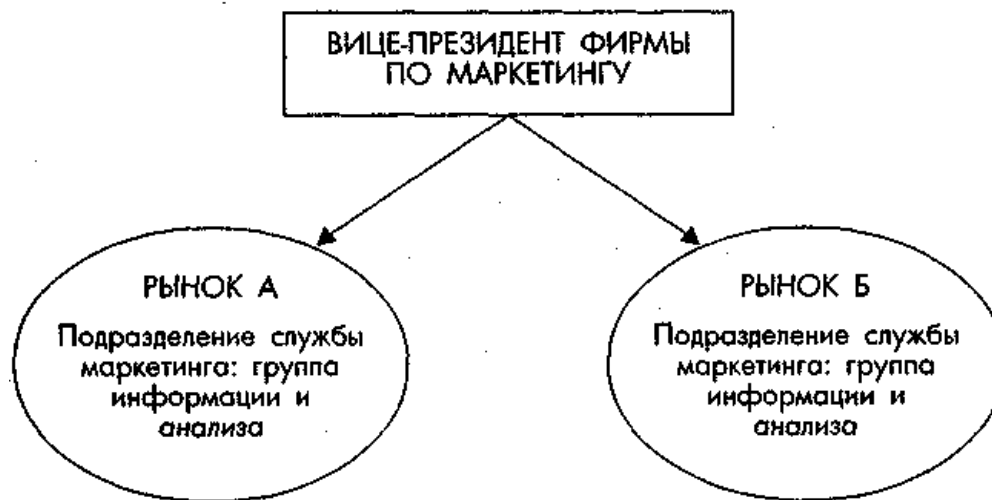 ВИЦЕ-ПРЕЗИДЕНТ ФИРМЫ
ПО МАРКЕТИНГУ
РЫНОК А
Подразделение службы
маркетинга: группа
информации и
анализа
РЫНОК Б
Подразделение службы
маркетинга: группа
информации и
анализа